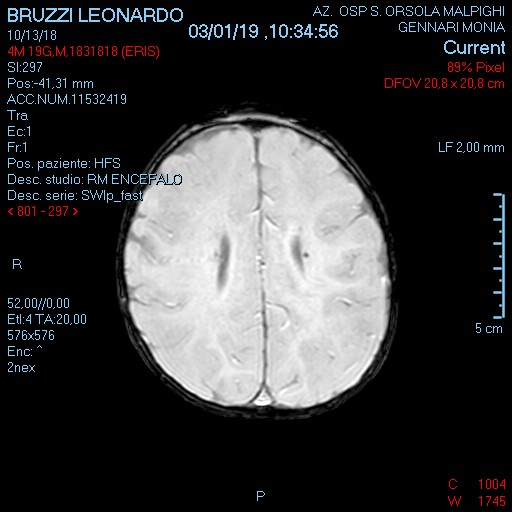 BRUZZI LEONARDO
10/13/18
4M 19G,M,1831818 (ERIS)
SI:297
Pos:-41,31 mm
ACC.NUM.11532419
Tra
Ec:1
Fr:1
Pos. paziente: HFS
Desc. studio: RM ENCEFALO
Desc. serie: SWIp_fast
< 801 - 297 >
03/01/19 ,10:34:56
AZ. OSP S. ORSOLA MALPIGHI
GENNARI MONIA
Current
89% Pixel
DFOV 20,8 x 20,8 cm
LF 2,00 mm
R
52,00//0,00
Etl:4 TA:20,00
576x576
Enc: ^
2nex
5 cm
P
C 1004
W 1745